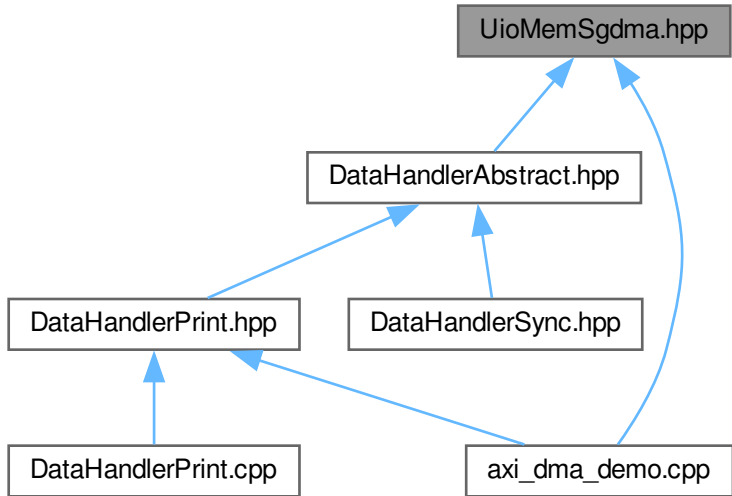 UioMemSgdma.hpp
DataHandlerAbstract.hpp
DataHandlerPrint.hpp
DataHandlerSync.hpp
DataHandlerPrint.cpp
axi_dma_demo.cpp